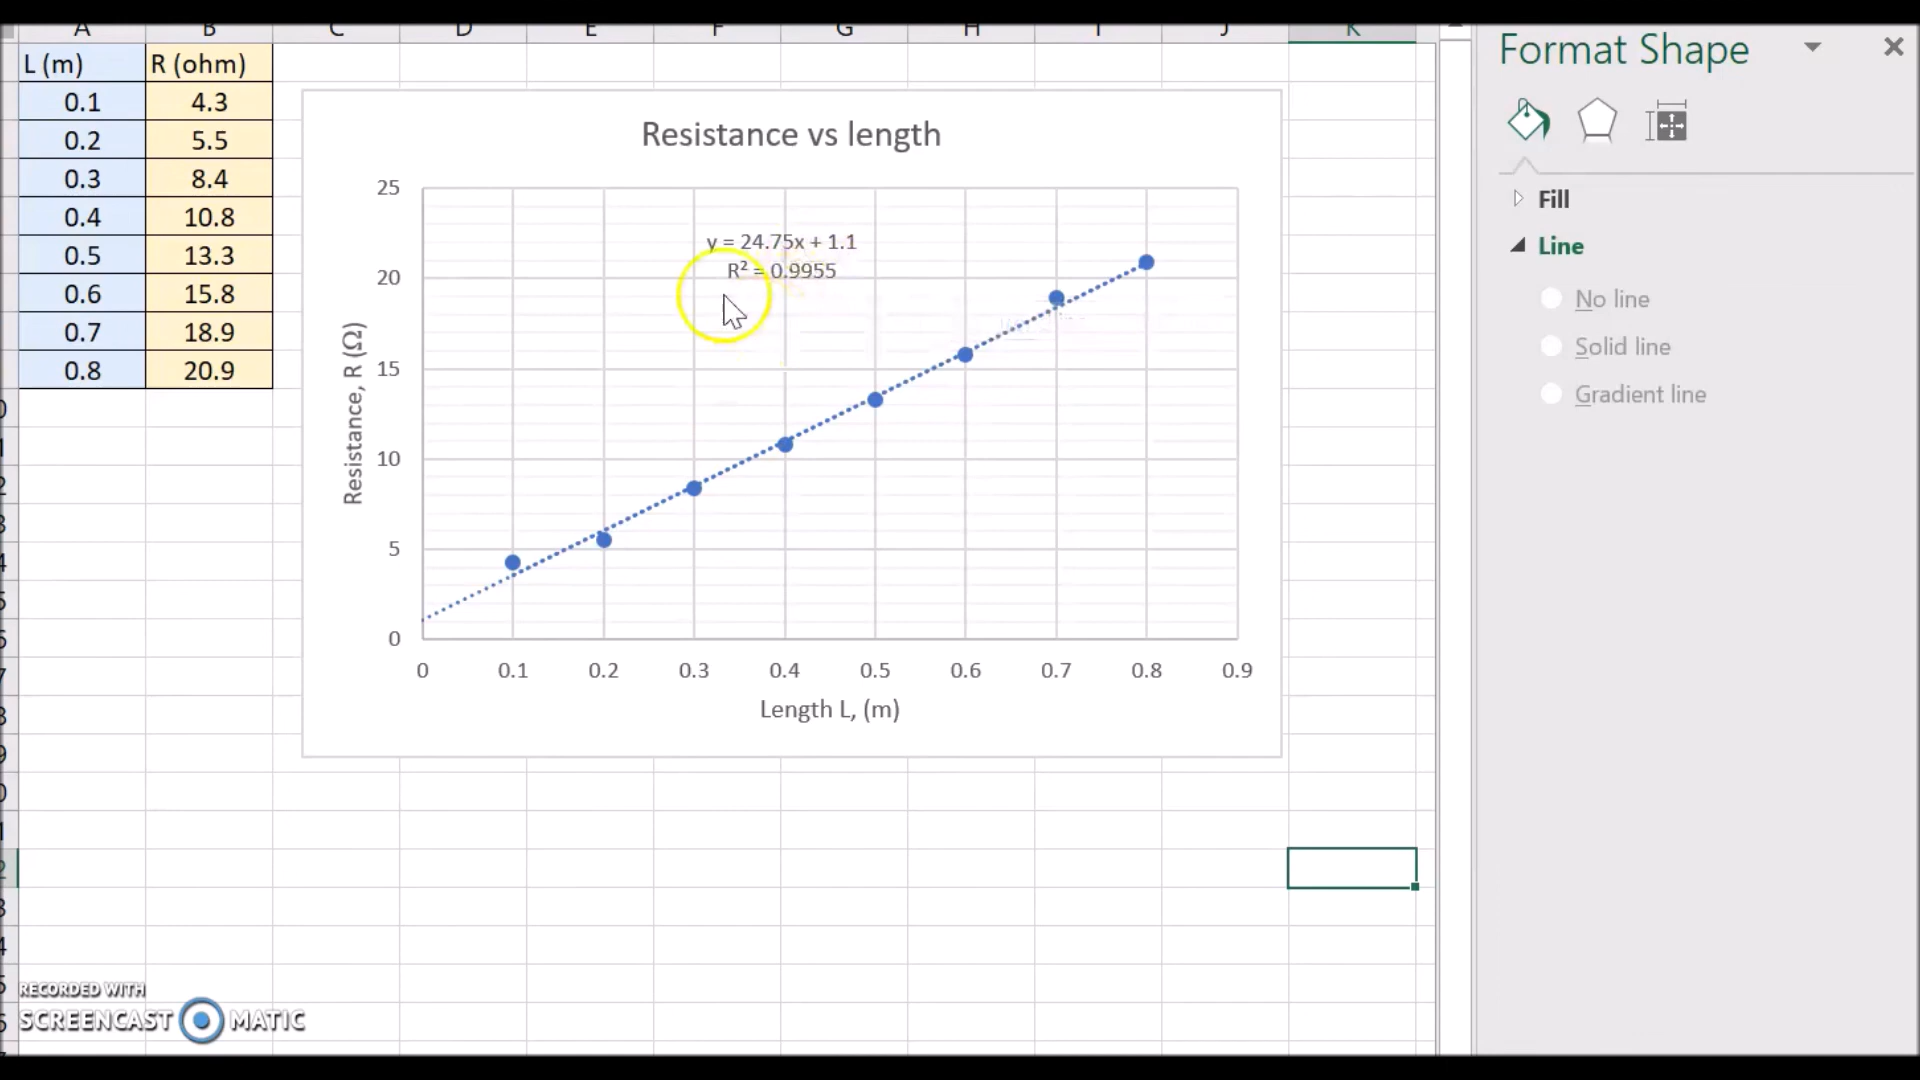 A B C D E F G H I J K
L (m) R (ohm)
0.1 4.3
0.2 5.5
0.3 8.4
0.4 10.8
0.5 13.3
0.6 15.8
0.7 18.9
0.8 20.9
Resistance vs length
y = 24.75x + 1.1
R² = 0.9955
25
20
15
10
5
0
Resistance, R (Ω)
0 0.1 0.2 0.3 0.4 0.5 0.6 0.7 0.8 0.9
Length L, (m)
Format Shape
Fill
Line
No line
Solid line
Gradient line
RECORDED WITH
SCREENCAST MATIC